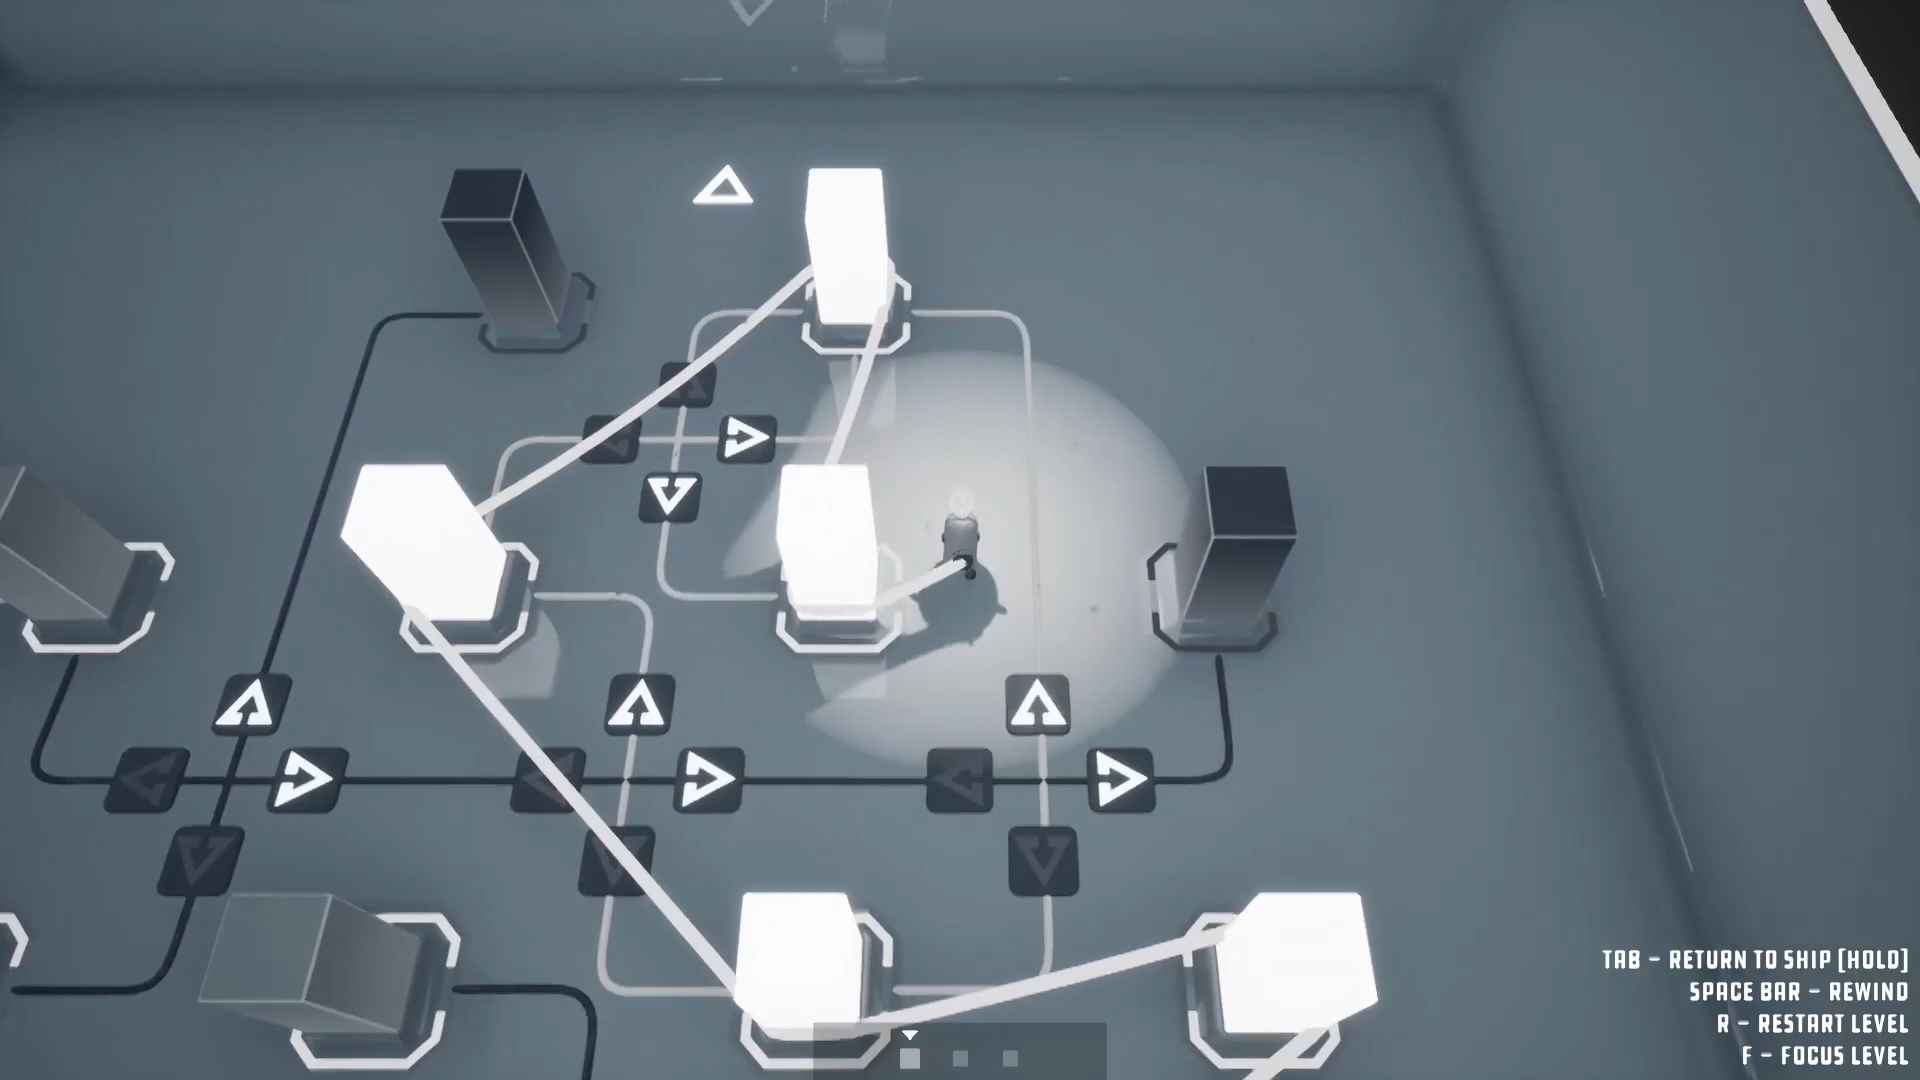 TAB - RETURN TO SHIP [HOLD]
SPACE BAR - REWIND
R - RESTART LEVEL
F - FOCUS LEVEL